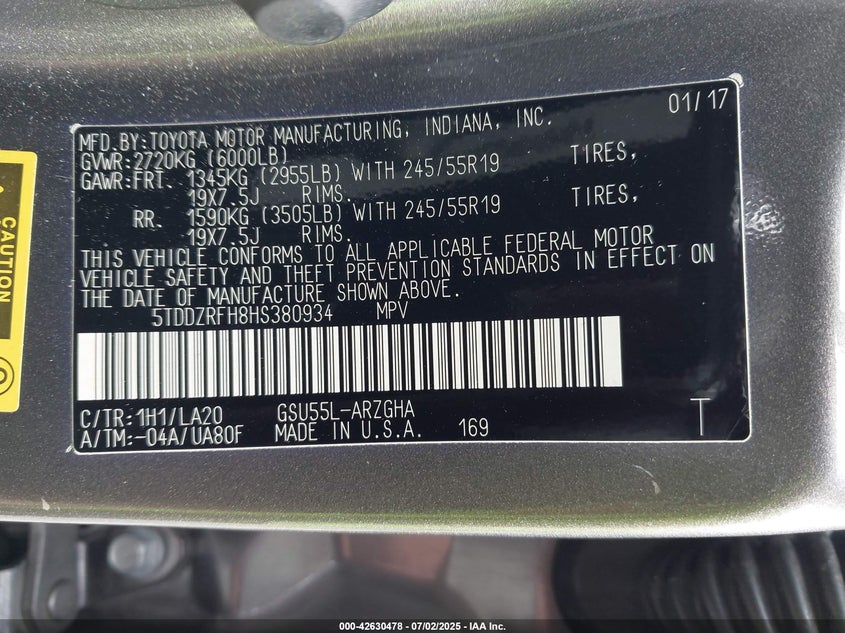 01/17
MFD.BY:TOYOTA MOTOR MANUFACTURING, INDIANA, INC.
GVWR:2720KG (6000LB)
GAWR:FRT. 1345KG (2955LB) WITH 245/55R19 TIRES,
19X7.5J RIMS.
RR. 1590KG (3505LB) WITH 245/55R19 TIRES,
19X7.5J RIMS.
THIS VEHICLE CONFORMS TO ALL APPLICABLE FEDERAL MOTOR
VEHICLE SAFETY AND THEFT PREVENTION STANDARDS IN EFFECT ON
THE DATE OF MANUFACTURE SHOWN ABOVE.
5TDDZRFH8HS380934 MPV
C/TR:1H1/LA20 GSU55L-ARZGHA
A/TM:-04A/UA80F MADE IN U.S.A. 169 T
CAUTION
000-42630478 - 07/02/2025 - IAA Inc.